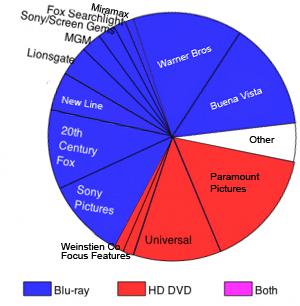 Miramax
Fox Searchlight
Sony/Screen Gems
MGM
Lionsgate
New Line
20th
Century
Fox
Sony
Pictures
Weinstien Co
Focus Features
Universal
Paramount
Pictures
Other
Buena Vista
Warner Bros
Blu-ray
HD DVD
Both